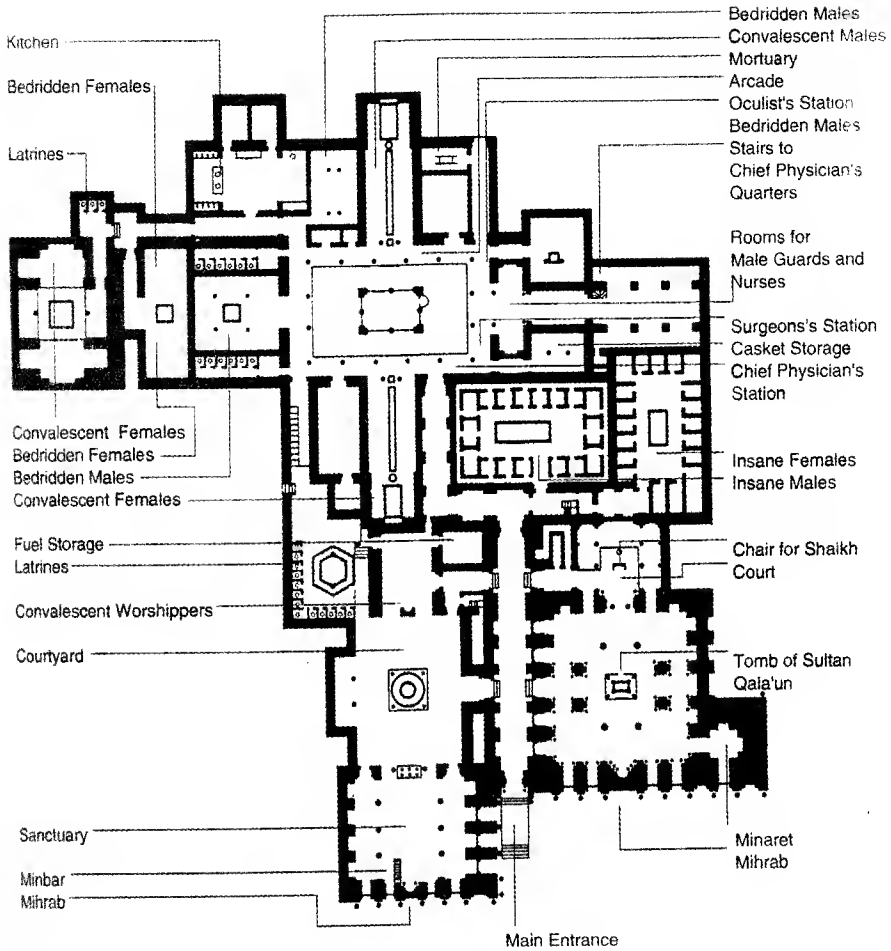 Kitchen
Bedridden Females
Latrines
Convalescent Females
Bedridden Females
Bedridden Males
Convalescent Females
Fuel Storage
Latrines
Convalescent Worshippers
Courtyard
Sanctuary
Minbar
Mihrab
Bedridden Males
Convalescent Males
Mortuary
Arcade
Oculist's Station
Bedridden Males
Stairs to
Chief Physician's
Quarters
Rooms for
Male Guards and
Nurses
Surgeons's Station
Casket Storage
Chief Physician's
Station
Insane Females
Insane Males
Chair for Shaikh
Court
Tomb of Sultan
Qala'un
Minaret
Mihrab
Main Entrance